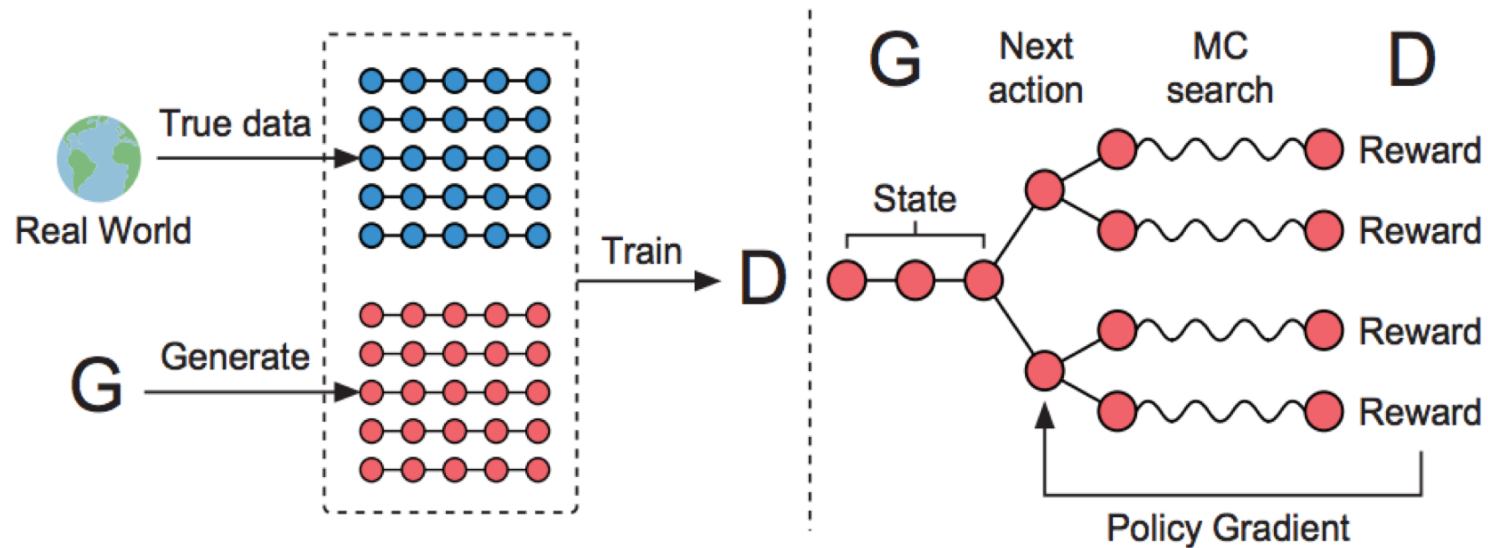 True data
Real World
G
Generate
Train
D
G
Next
action
MC
search
D
State
Reward
Reward
Reward
Reward
Policy Gradient